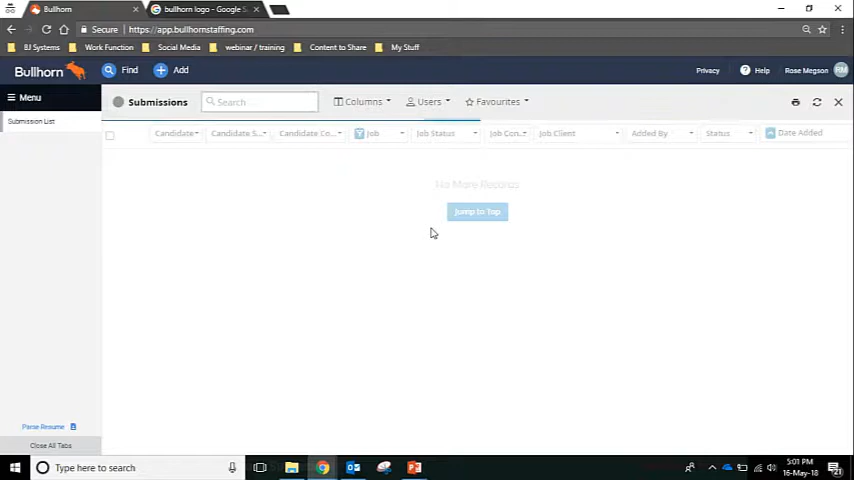 Bullhorn
bullhorn logo - Google S
Secure https://app.bullhornstaffing.com
BJ Systems Work Function Social Media webinar / training Content to Share My Stuff
Bullhorn Find Add Privacy Help Rose Megson RM
Menu Submissions Search Columns Users Favourites
Submission List
Candidate Candidate S... Candidate Co... Job Job Status Job Con... Job Client Added By Status Date Added
No More Records
Jump to Top
Parse Resume
Close All Tabs
Type here to search
5:01 PM
16-May-18
21